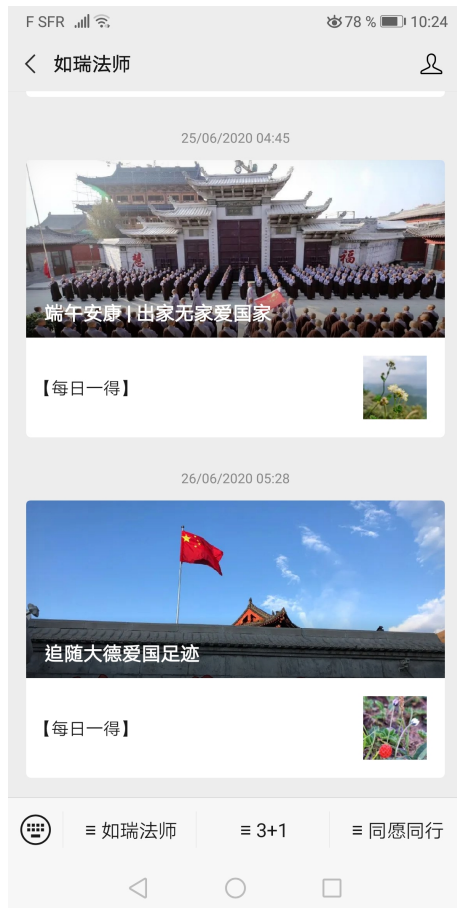 F SFR 78 % 10:24
如瑞法师
25/06/2020 04:45
慧 福
端午安康 | 出家无家爱国家
【每日一得】
26/06/2020 05:28
追随大德爱国足迹
【每日一得】
≡ 如瑞法师 ≡ 3+1 ≡ 同愿同行